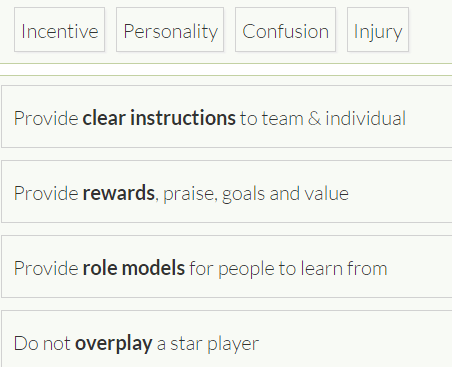 Incentive Personality Confusion Injury
Provide clear instructions to team & individual
Provide rewards, praise, goals and value
Provide role models for people to learn from
Do not overplay a star player